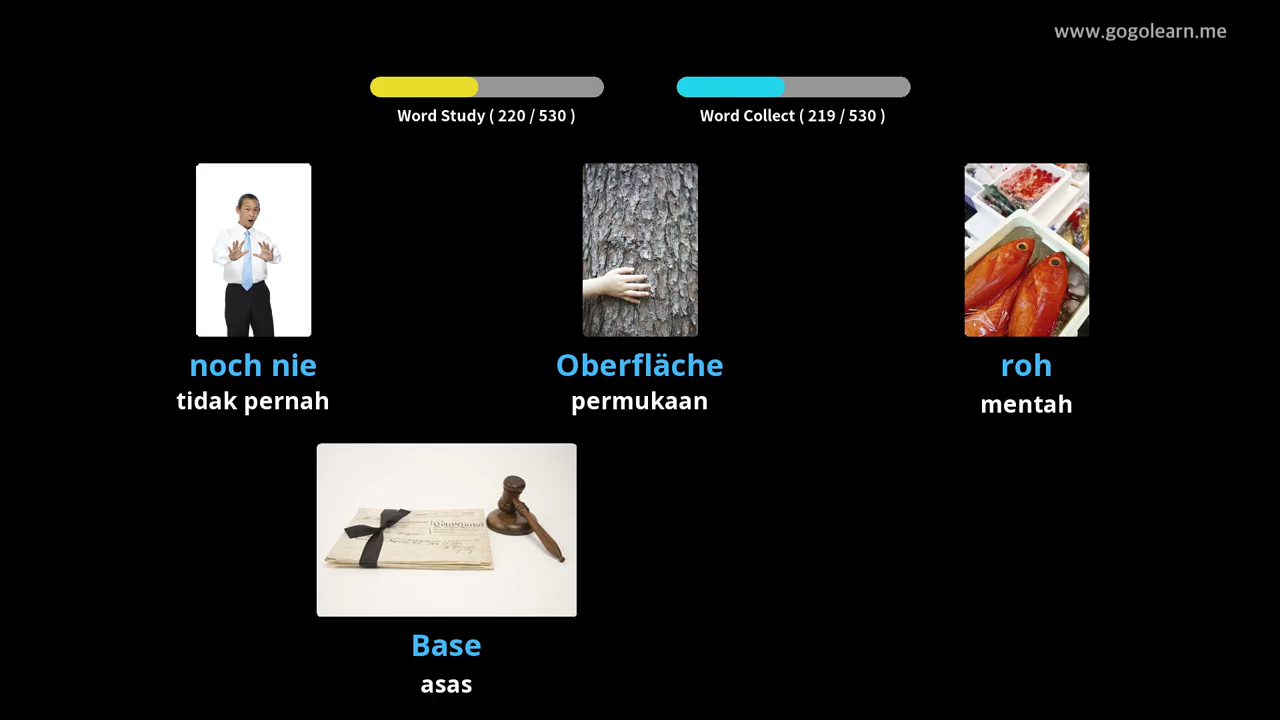 www.gogolearn.me
Word Study ( 220 / 530 )
Word Collect ( 219 / 530 )
noch nie
tidak pernah
Oberfläche
permukaan
roh
mentah
Base
asas